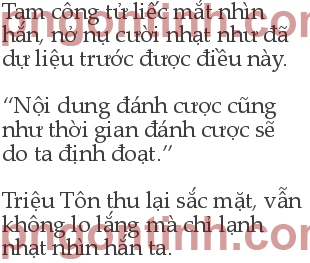 Tam công tử liếc mắt nhìn
hắn, nở nụ cười nhạt như đã
dự liệu trước được điều này.
“Nội dung đánh cược cũng
như thời gian đánh cược sẽ
do ta định đoạt.”
Triệu Tôn thu lại sắc mặt, vẫn
không lo lắng mà chỉ lạnh
nhạt nhìn hắn ta.